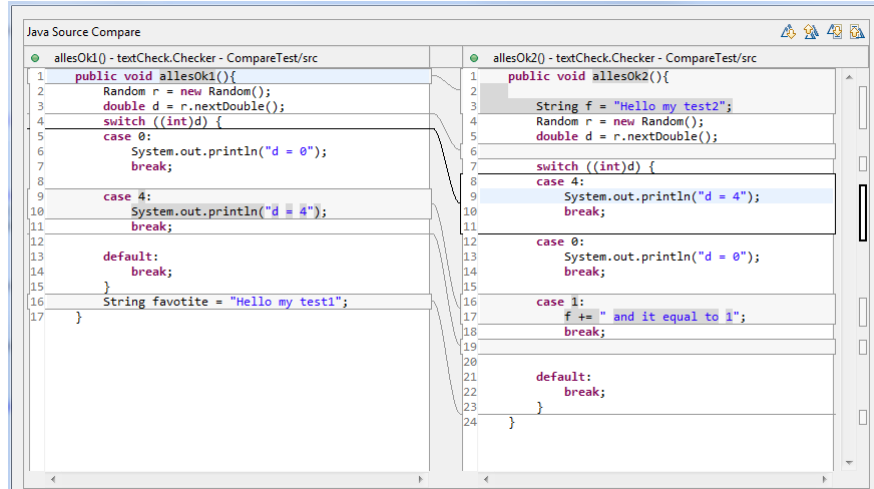 Java Source Compare
allesOk1() - textCheck.Checker - CompareTest/src
1 public void allesOk1(){
2 Random r = new Random();
3 double d = r.nextDouble();
4 switch ((int)d) {
5 case 0:
6 System.out.println("d = 0");
7 break;
8
9 case 4:
10 System.out.println("d = 4");
11 break;
12
13 default:
14 break;
15 }
16 String favotite = "Hello my test1";
17 }
allesOk2() - textCheck.Checker - CompareTest/src
1 public void allesOk2(){
2
3 String f = "Hello my test2";
4 Random r = new Random();
5 double d = r.nextDouble();
6
7 switch ((int)d) {
8 case 4:
9 System.out.println("d = 4");
10 break;
11
12 case 0:
13 System.out.println("d = 0");
14 break;
15
16 case 1:
17 f += " and it equal to 1";
18 break;
19
20
21 default:
22 break;
23 }
24 }